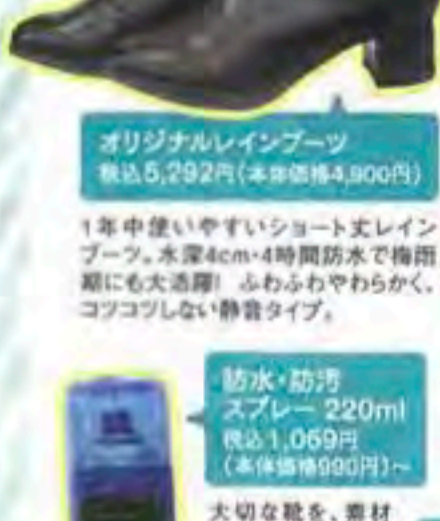 オリジナルレインブーツ
税込5,292円(本体価格4,900円)
1年中使いやすいショート丈レイン
ブーツ。水深4cm・4時間防水で梅雨
期にも大活躍! ふわふわやわらかく、
コツコツしない静音タイプ。
防水・防汚
スプレー 220ml
税込1,069円
(本体価格990円)~
大切な靴を、素材